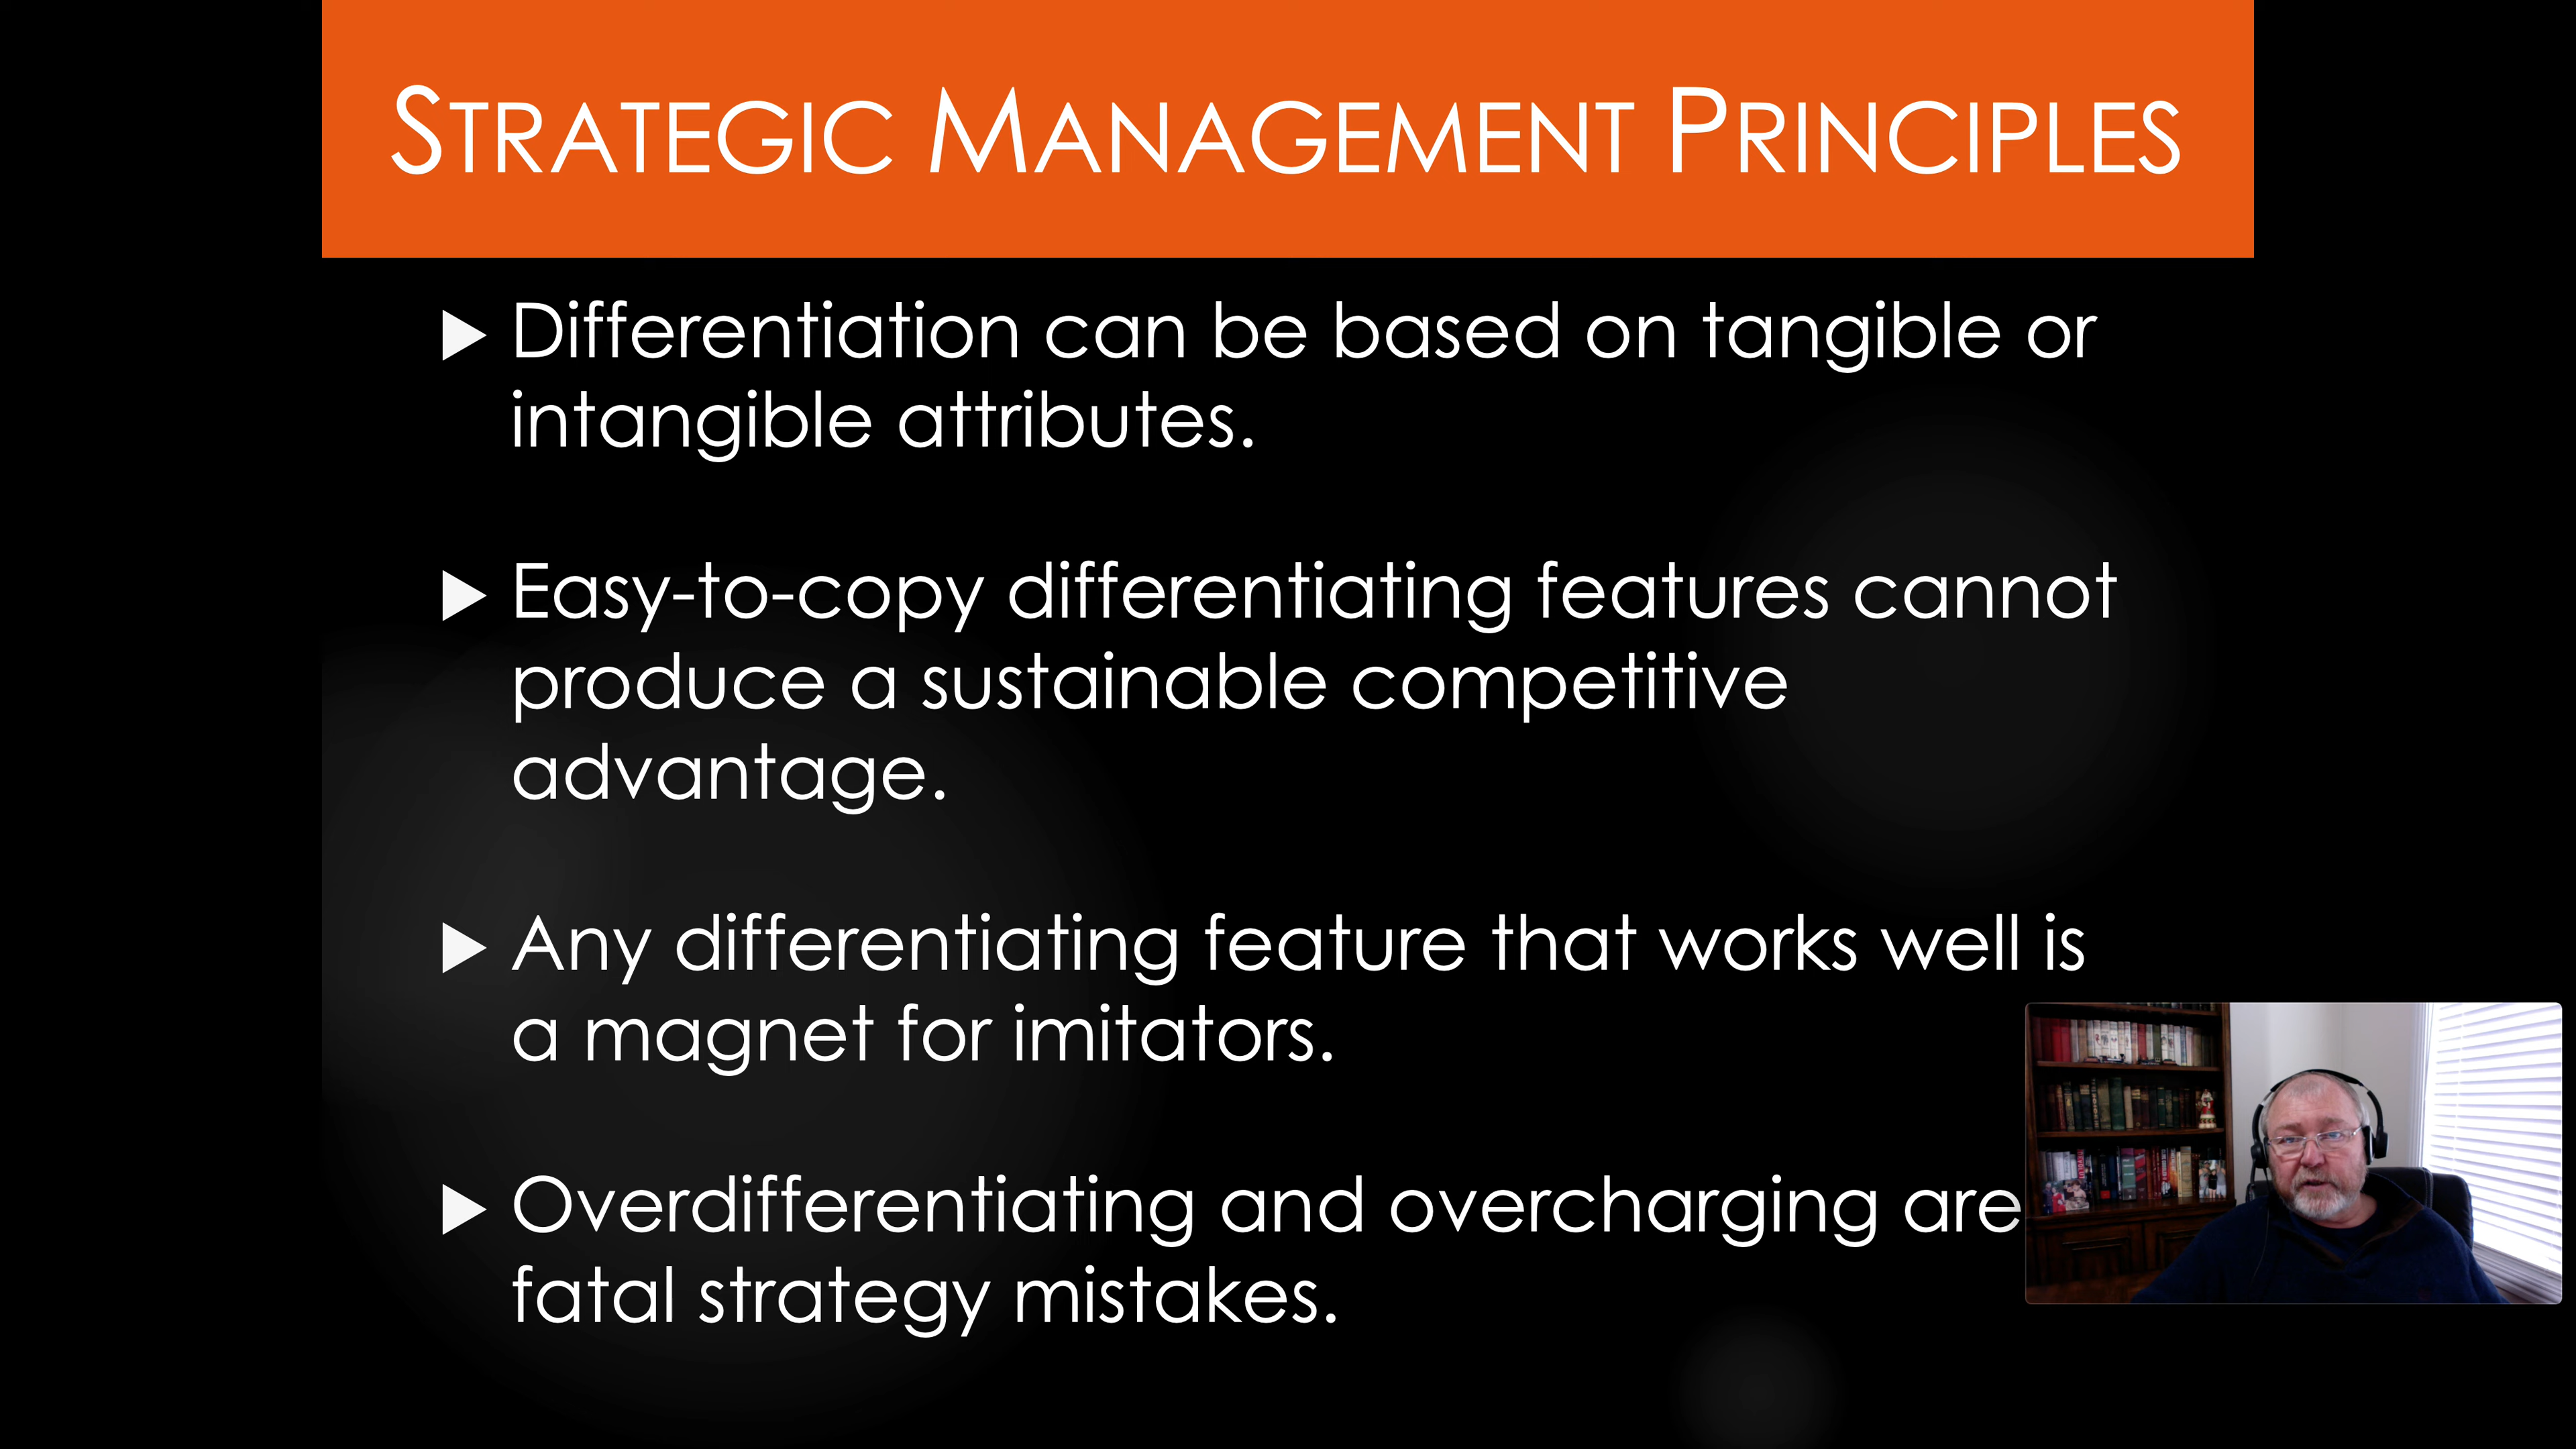 STRATEGIC MANAGEMENT PRINCIPLES
Differentiation can be based on tangible or
intangible attributes.
Easy-to-copy differentiating features cannot
produce a sustainable competitive
advantage.
Any differentiating feature that works well is
a magnet for imitators.
Overdifferentiating and overcharging are
fatal strategy mistakes.